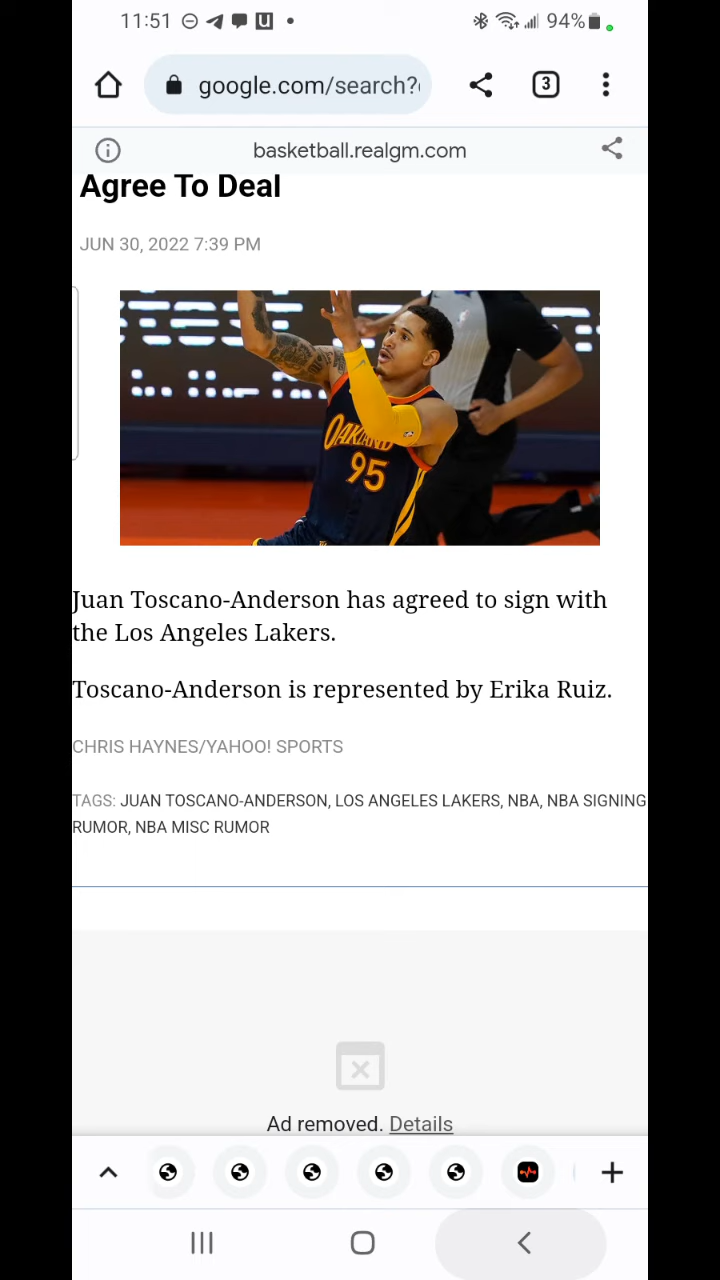 11:51
94%
google.com/search?
3
basketball.realgm.com
Agree To Deal
JUN 30, 2022 7:39 PM
OAKLAND
95
Juan Toscano-Anderson has agreed to sign with
the Los Angeles Lakers.
Toscano-Anderson is represented by Erika Ruiz.
CHRIS HAYNES/YAHOO! SPORTS
TAGS: JUAN TOSCANO-ANDERSON, LOS ANGELES LAKERS, NBA, NBA SIGNING
RUMOR, NBA MISC RUMOR
Ad removed. Details